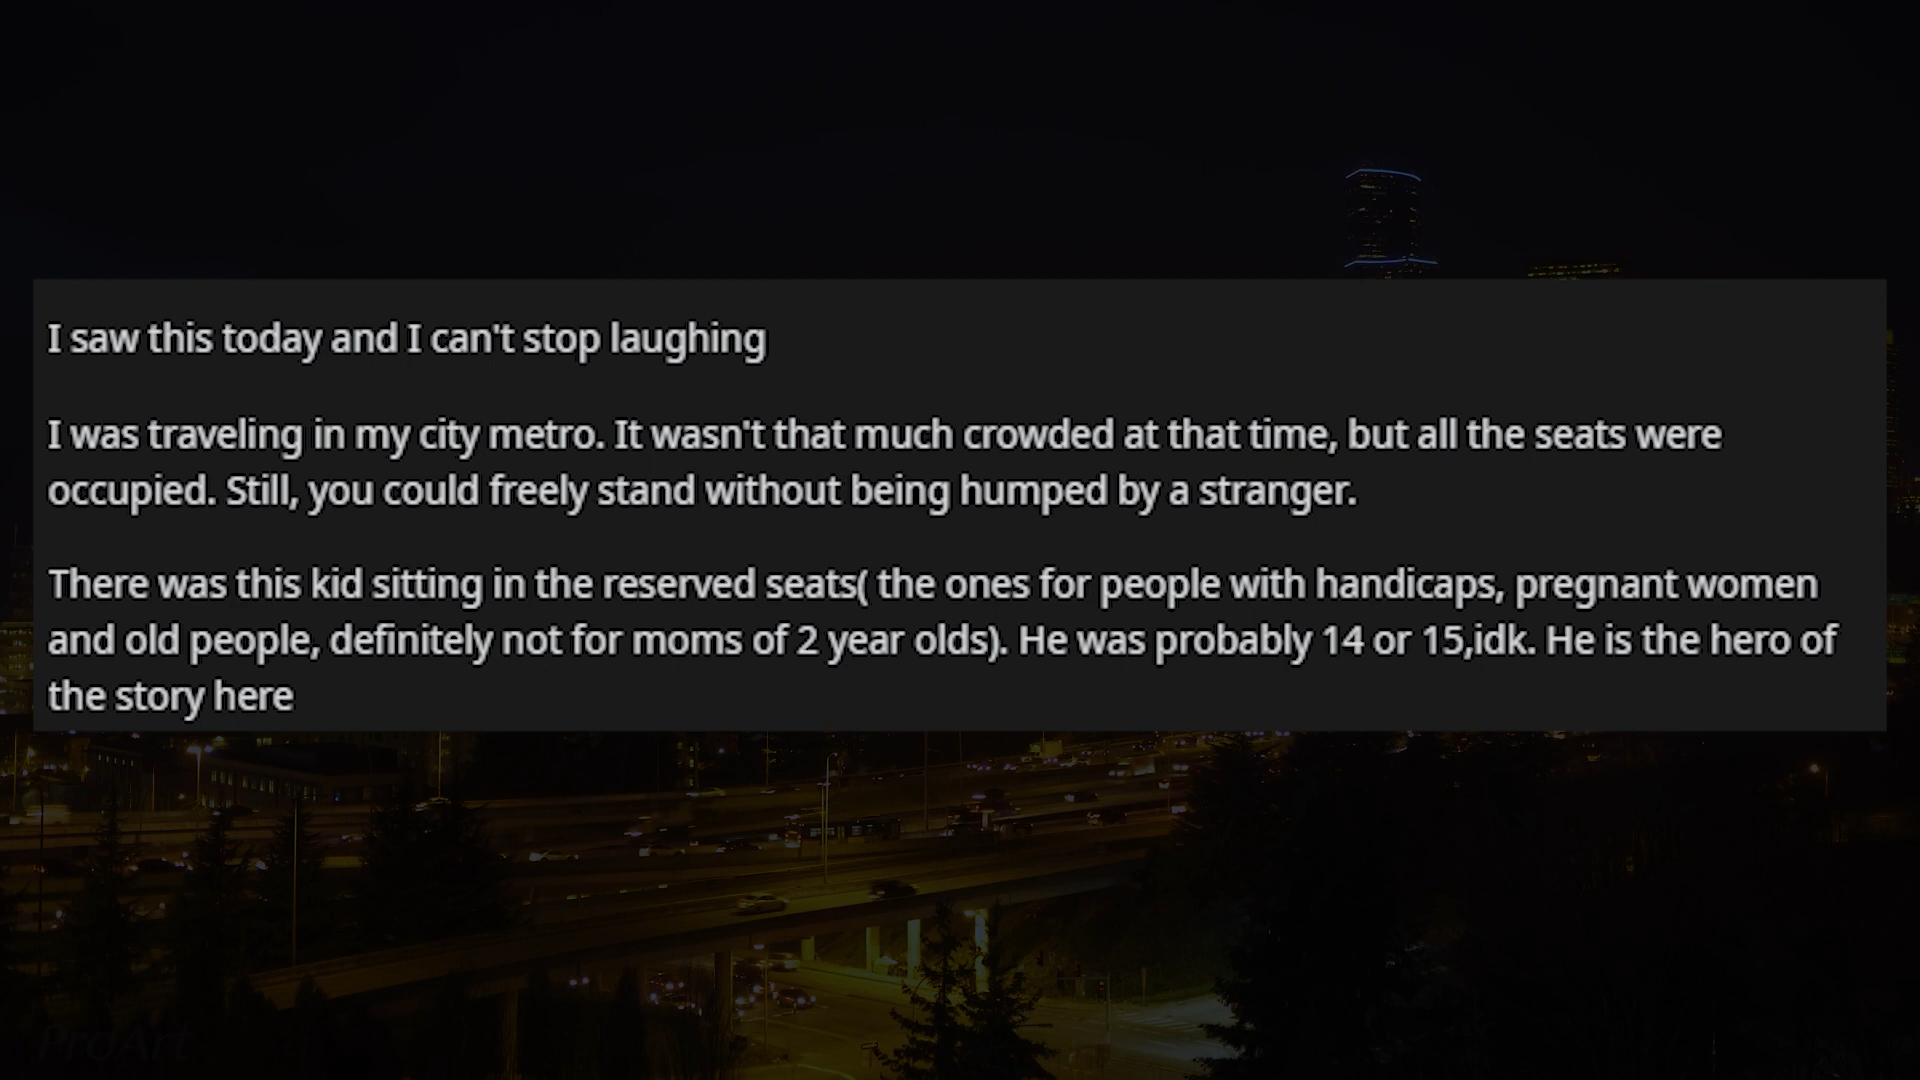 I saw this today and I can't stop laughing
I was traveling in my city metro. It wasn't that much crowded at that time, but all the seats were
occupied. Still, you could freely stand without being humped by a stranger.
There was this kid sitting in the reserved seats( the ones for people with handicaps, pregnant women
and old people, definitely not for moms of 2 year olds). He was probably 14 or 15,idk. He is the hero of
the story here
ProArt